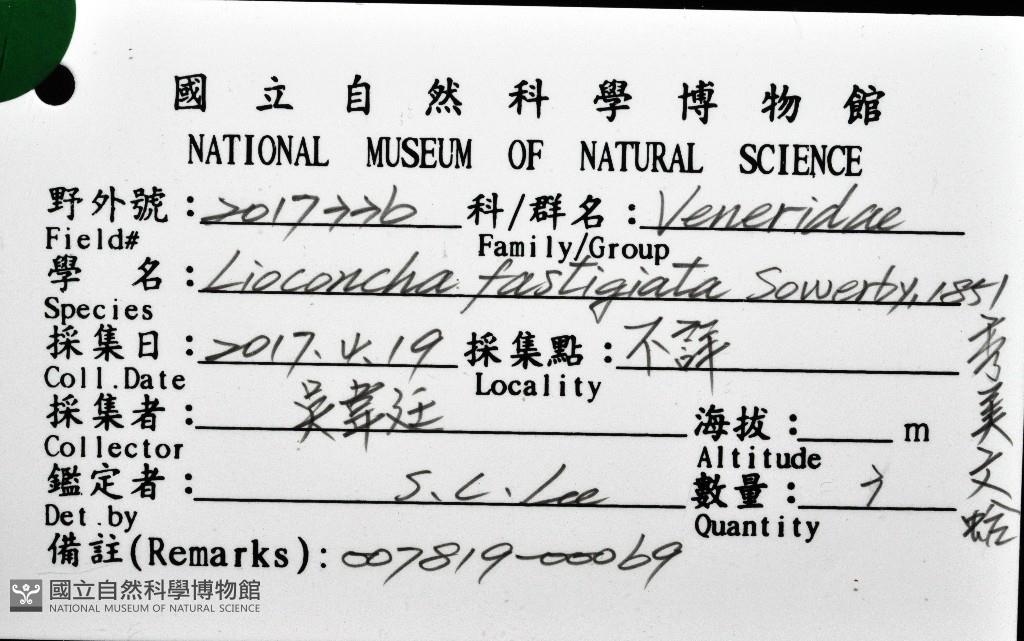 國立自然科學博物館
NATIONAL MUSEUM OF NATURAL SCIENCE
野外號:2017 科/群名:Veneridae
Field# Family/Group
學 名:Lioconcha fastigiata Sowerby, 1851
Species
採集日:2017.4.19 採集點:不詳
Coll.Date Locality
採集者:吳韋廷 海拔: m
Collector Altitude
鑑定者:S.C.Lee 數量:
Det.by Quantity
備註(Remarks):007819-00069
秀美文蛤
國立自然科學博物館
NATIONAL MUSEUM OF NATURAL SCIENCE